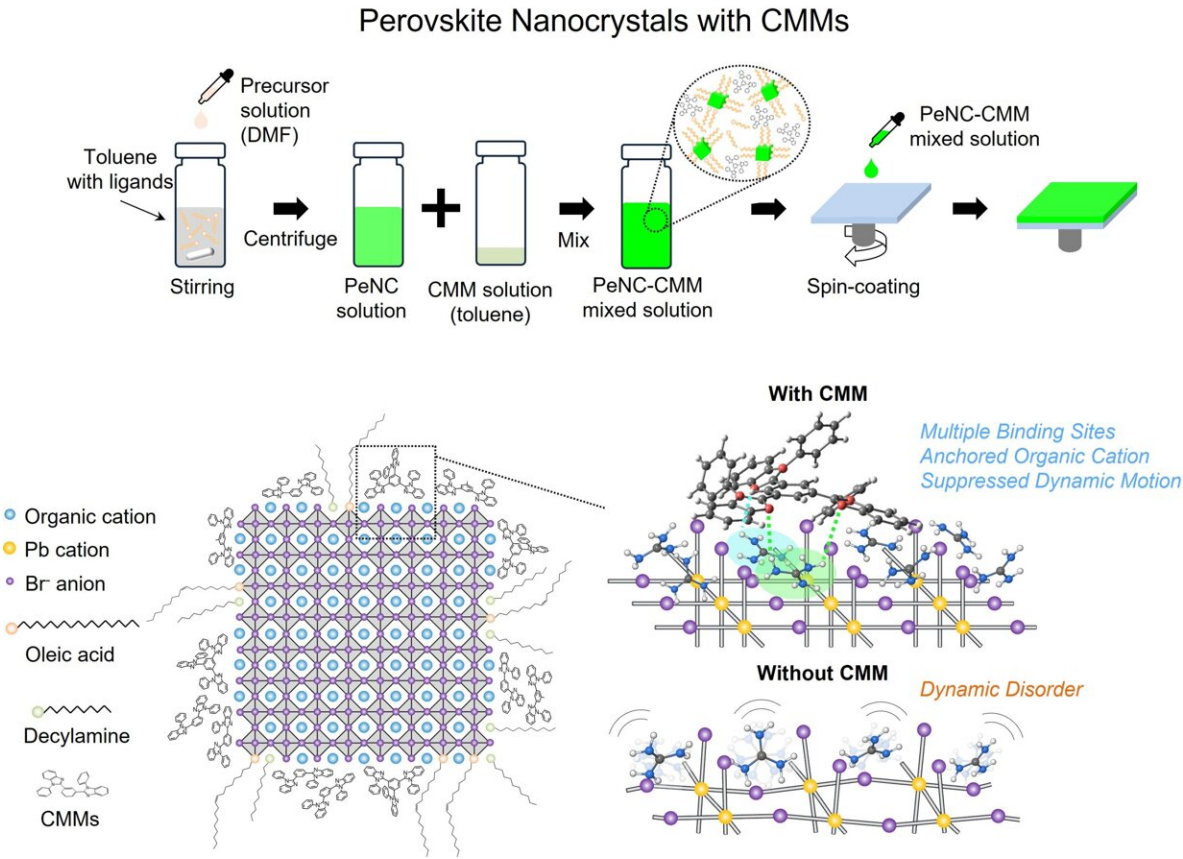 Perovskite Nanocrystals with CMMs
Precursor
solution
(DMF)
Toluene
with ligands
Stirring
Centrifuge
PeNC
solution
CMM solution
(toluene)
Mix
PeNC-CMM
mixed solution
PeNC-CMM
mixed solution
Spin-coating
Organic cation
Pb cation
Br⁻ anion
Oleic acid
Decylamine
CMMs
With CMM
Multiple Binding Sites
Anchored Organic Cation
Suppressed Dynamic Motion
Without CMM
Dynamic Disorder